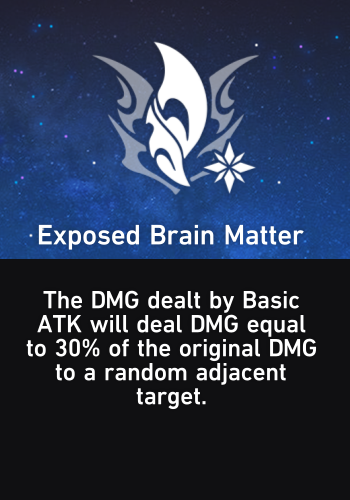 Exposed Brain Matter
The DMG dealt by Basic
ATK will deal DMG equal
to 30% of the original DMG
to a random adjacent
target.